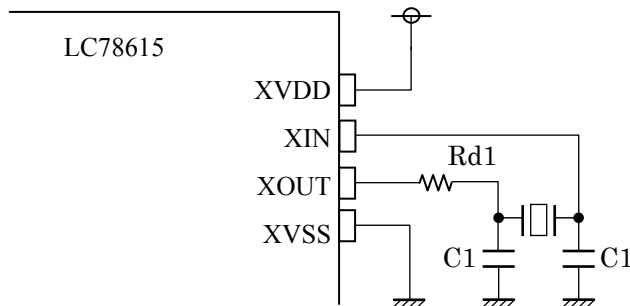 LC78615
XVDD
XIN
Rd1
XOUT
XVSS
C1 C1